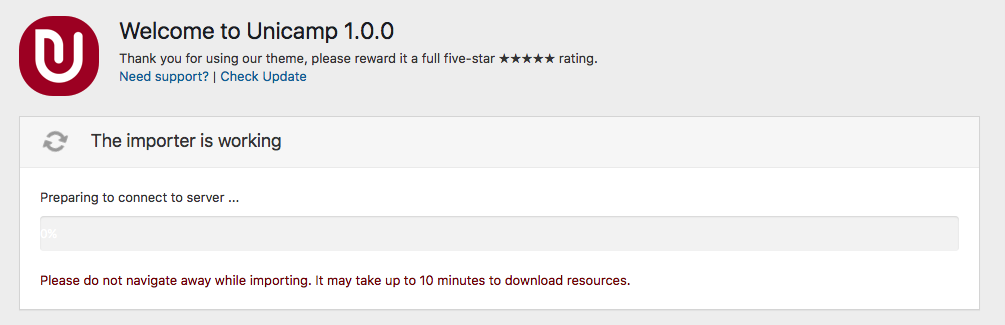 Welcome to Unicamp 1.0.0
Thank you for using our theme, please reward it a full five-star ★★★★★ rating.
Need support? | Check Update
The importer is working
Preparing to connect to server ...
0%
Please do not navigate away while importing. It may take up to 10 minutes to download resources.